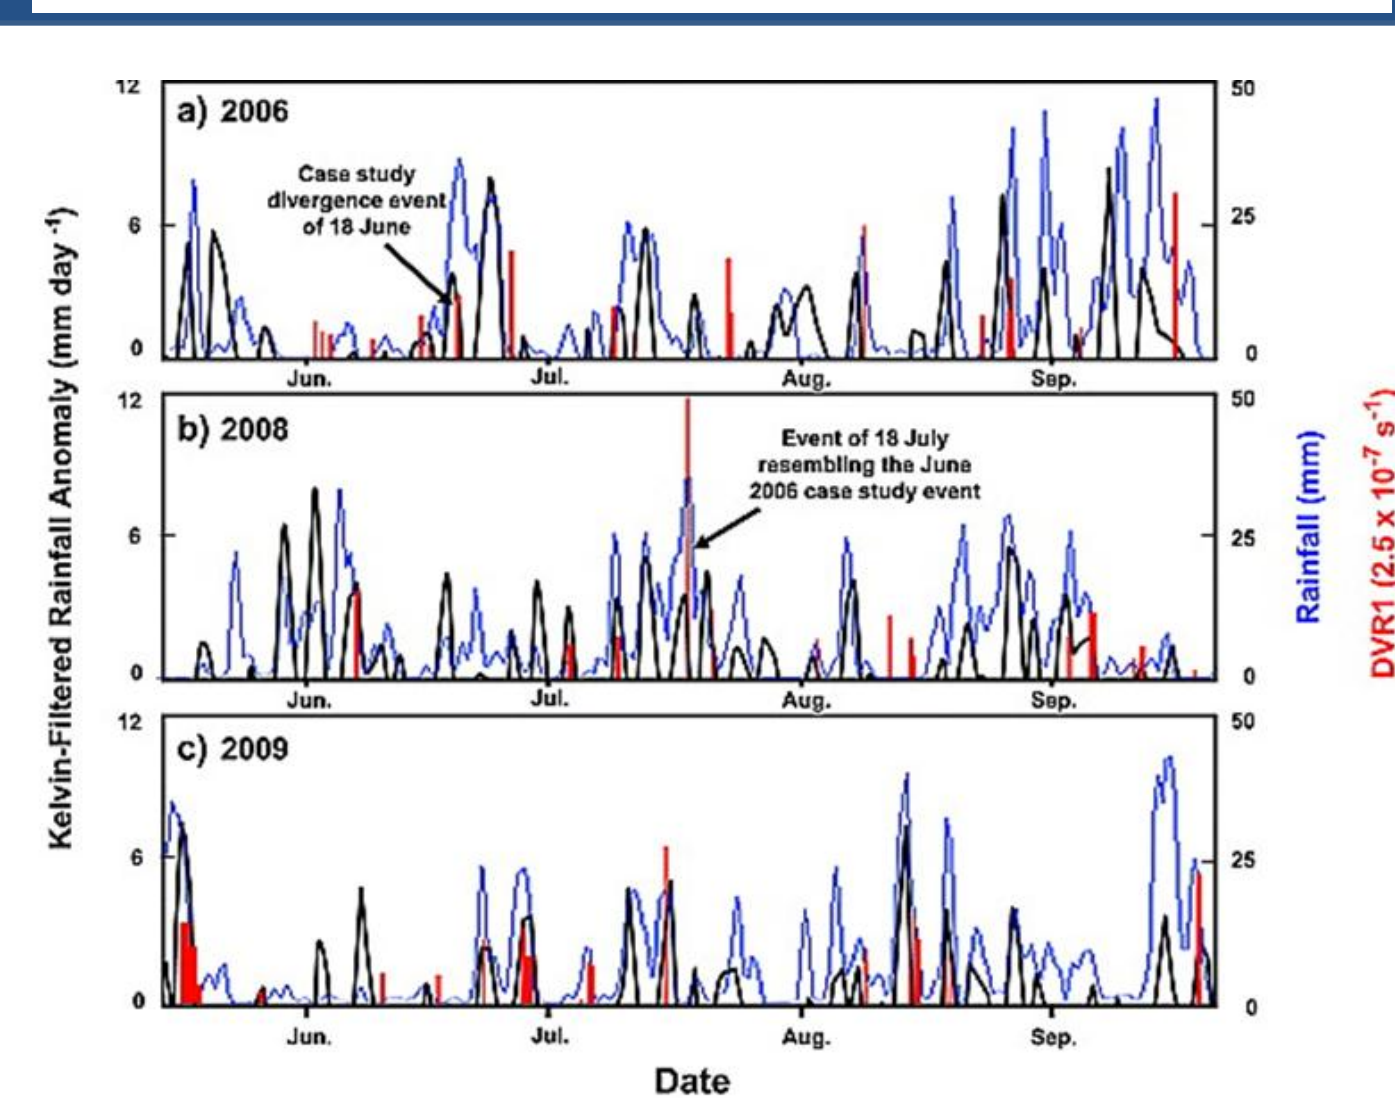 Kelvin-Filtered Rainfall Anomaly (mm day -1)
12
6
0
a) 2006
Case study
divergence event
of 18 June
50
25
0
Jun.
Jul.
Aug.
Sep.
12
6
0
b) 2008
Event of 18 July
resembling the June
2006 case study event
50
25
0
Jun.
Jul.
Aug.
Sep.
12
6
0
c) 2009
50
25
0
Jun.
Jul.
Aug.
Sep.
Date
Rainfall (mm)
DVR1 (2.5 x 10-7 s-1)